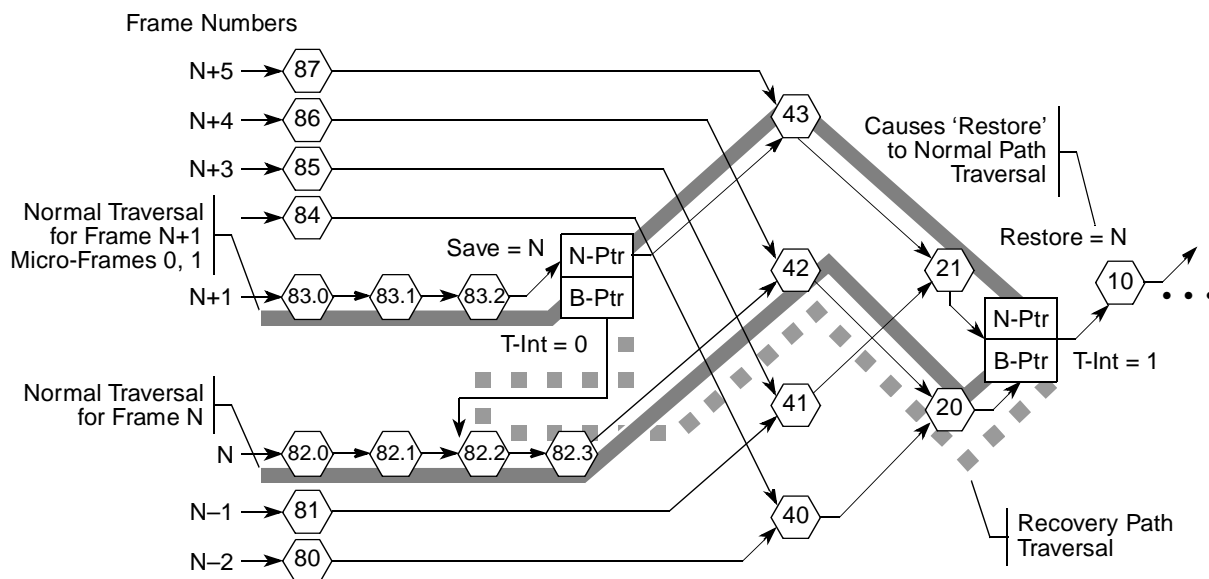 Frame Numbers
N+5
87
43
N+4
86
Causes ‘Restore’
to Normal Path
Traversal
N+3
85
Normal Traversal
for Frame N+1
Micro-Frames 0, 1
84
Save = N
N-Ptr
B-Ptr
42
21
Restore = N
10
N+1
83.0
83.1
83.2
N-Ptr
B-Ptr
T-Int = 0
T-Int = 1
Normal Traversal
for Frame N
41
20
N
82.0
82.1
82.2
82.3
N–1
81
40
Recovery Path
Traversal
N–2
80
• • •